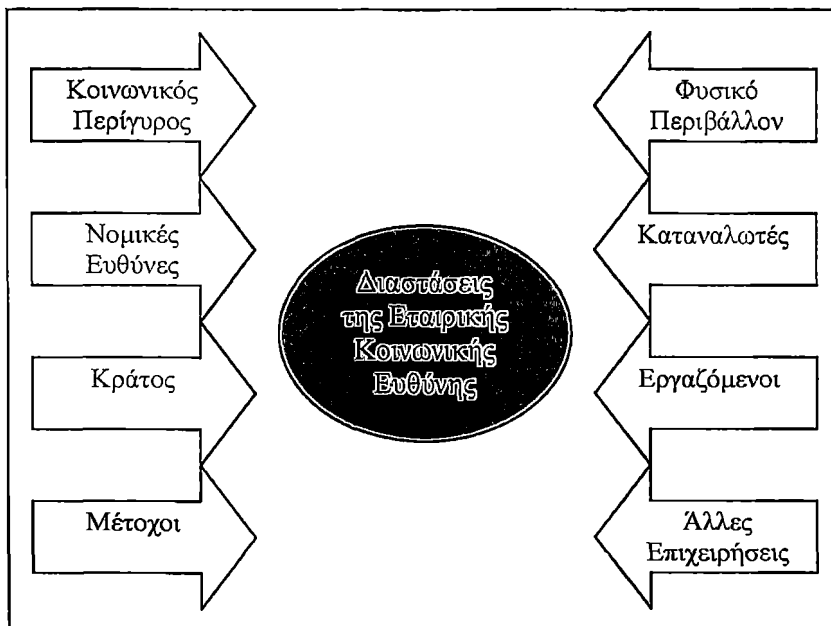 Κοινωνικός
Περίγυρος
Νομικές
Ευθύνες
Κράτος
Μέτοχοι
Διαστάσεις
της Εταιρικής
Κοινωνικής
Ευθύνης
Φυσικό
Περιβάλλον
Καταναλωτές
Εργαζόμενοι
Άλλες
Επιχειρήσεις